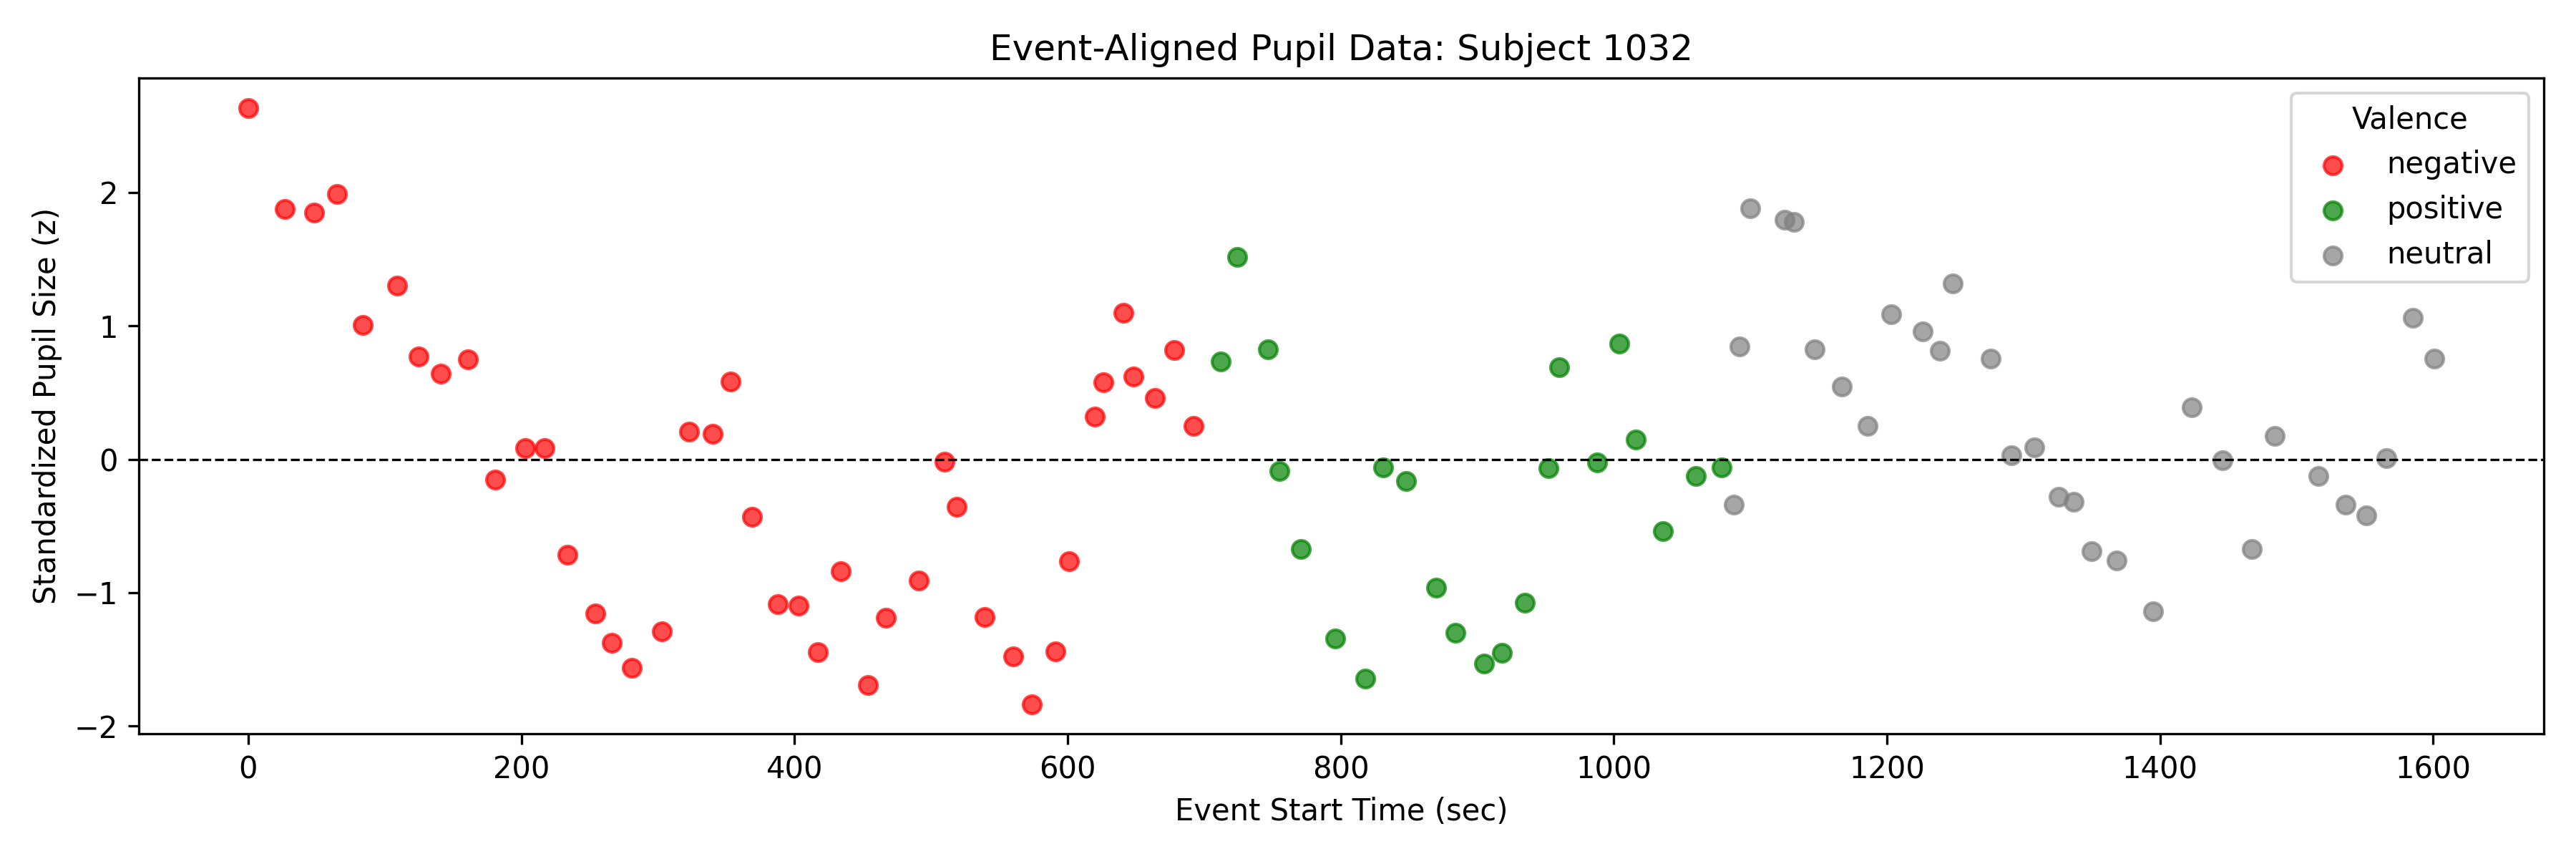 Event-Aligned Pupil Data: Subject 1032
Standardized Pupil Size (z)
2
1
0
−1
−2
Valence
negative
positive
neutral
0 200 400 600 800 1000 1200 1400 1600
Event Start Time (sec)